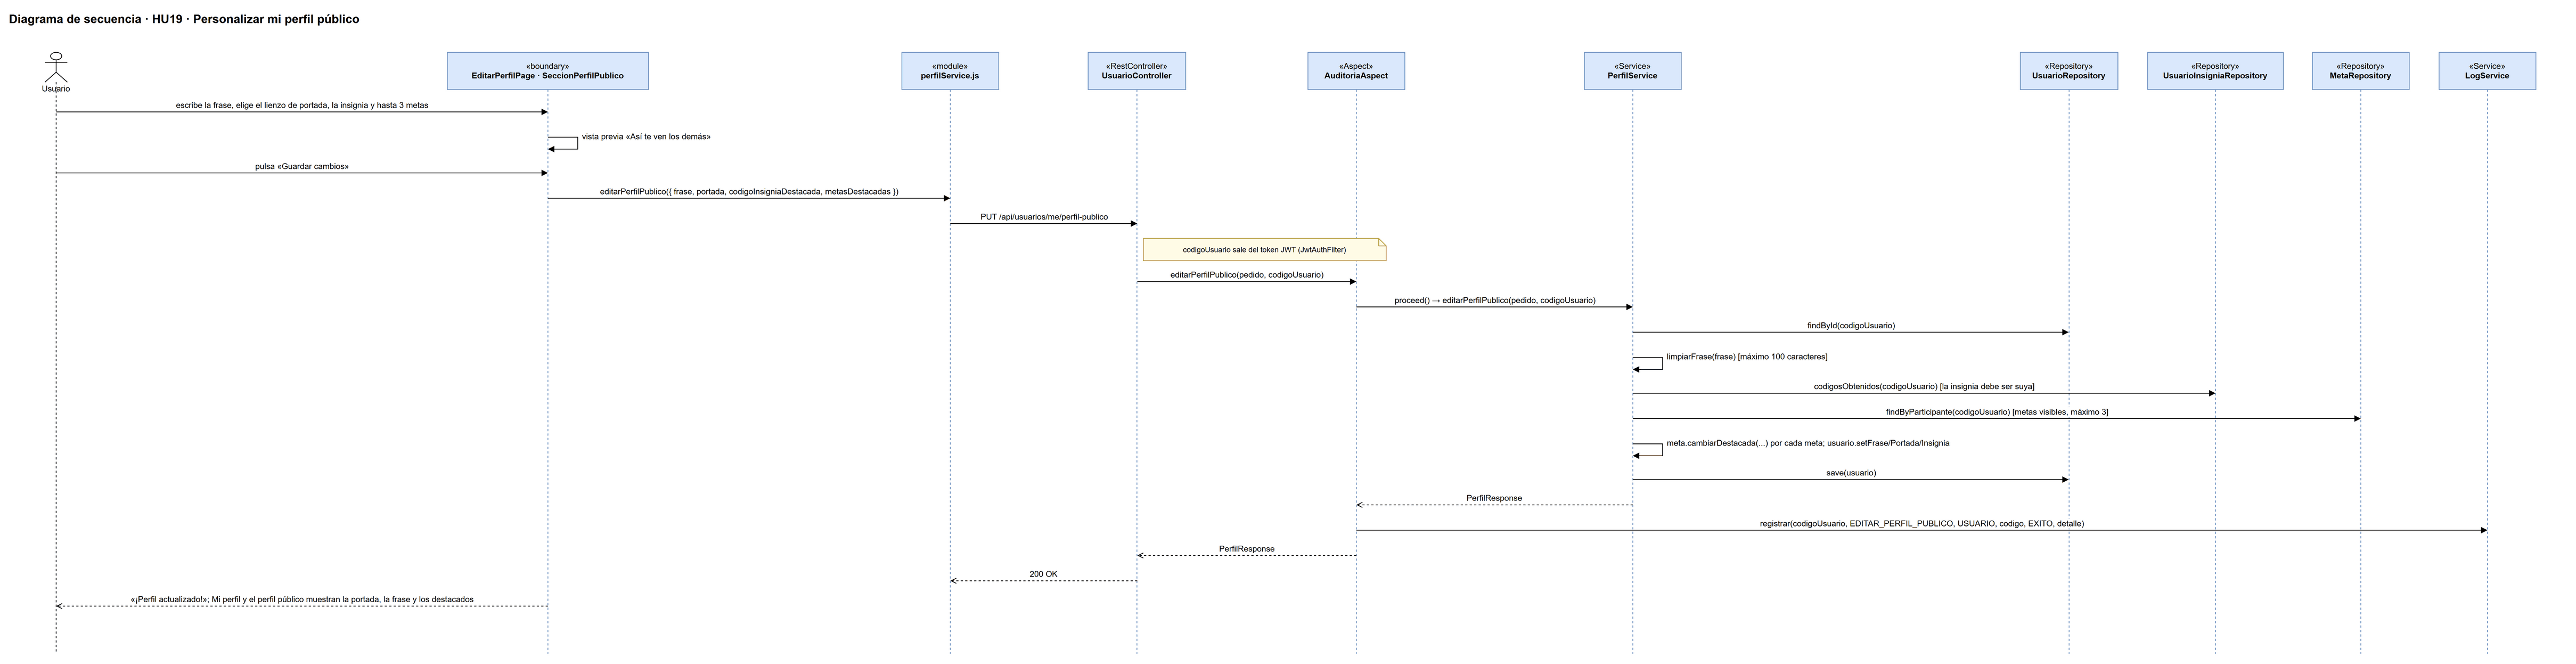 Diagrama de secuencia · HU19 · Personalizar mi perfil público
Usuario
«boundary»
EditarPerfilPage · SeccionPerfilPublico
«module»
perfilService.js
«RestController»
UsuarioController
«Aspect»
AuditoriaAspect
«Service»
PerfilService
«Repository»
UsuarioRepository
«Repository»
UsuarioInsigniaRepository
«Repository»
MetaRepository
«Service»
LogService
escribe la frase, elige el lienzo de portada, la insignia y hasta 3 metas
vista previa «Así te ven los demás»
pulsa «Guardar cambios»
editarPerfilPublico({ frase, portada, codigoInsigniaDestacada, metasDestacadas })
PUT /api/usuarios/me/perfil-publico
codigoUsuario sale del token JWT (JwtAuthFilter)
editarPerfilPublico(pedido, codigoUsuario)
proceed() → editarPerfilPublico(pedido, codigoUsuario)
findById(codigoUsuario)
limpiarFrase(frase) [máximo 100 caracteres]
codigosObtenidos(codigoUsuario) [la insignia debe ser suya]
findByParticipante(codigoUsuario) [metas visibles, máximo 3]
meta.cambiarDestacada(...) por cada meta; usuario.setFrase/Portada/Insignia
save(usuario)
PerfilResponse
registrar(codigoUsuario, EDITAR_PERFIL_PUBLICO, USUARIO, codigo, EXITO, detalle)
PerfilResponse
200 OK
«¡Perfil actualizado!»; Mi perfil y el perfil público muestran la portada, la frase y los destacados